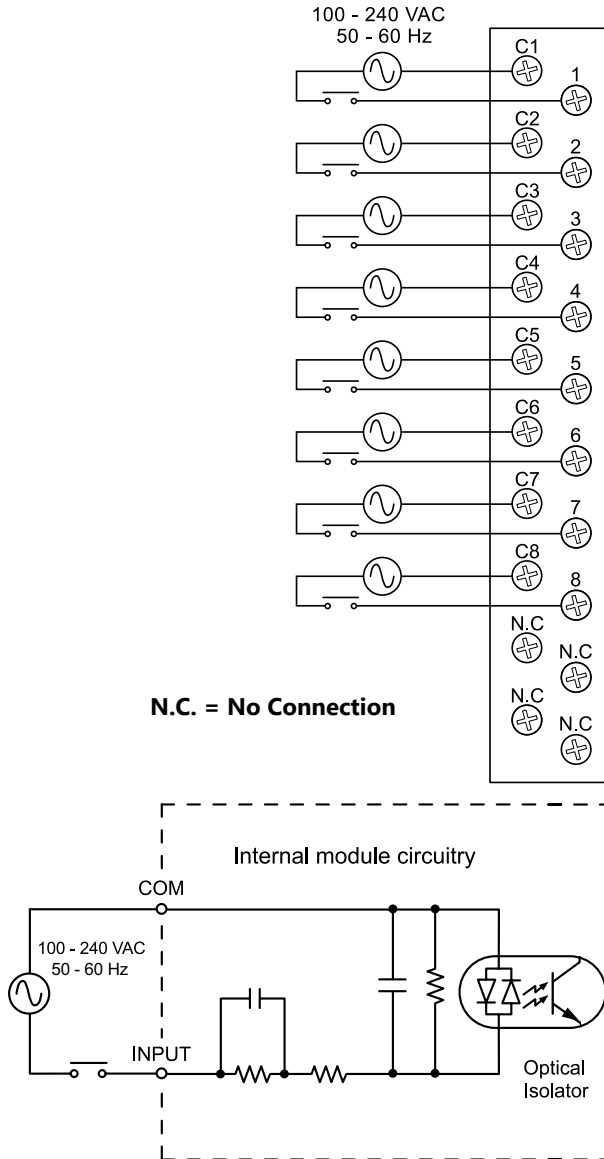 100 - 240 VAC
50 - 60 Hz
C1
1
C2
2
C3
3
C4
4
C5
5
C6
6
C7
7
C8
8
N.C
N.C
N.C
N.C
N.C. = No Connection
Internal module circuitry
COM
100 - 240 VAC
50 - 60 Hz
INPUT
Optical
Isolator